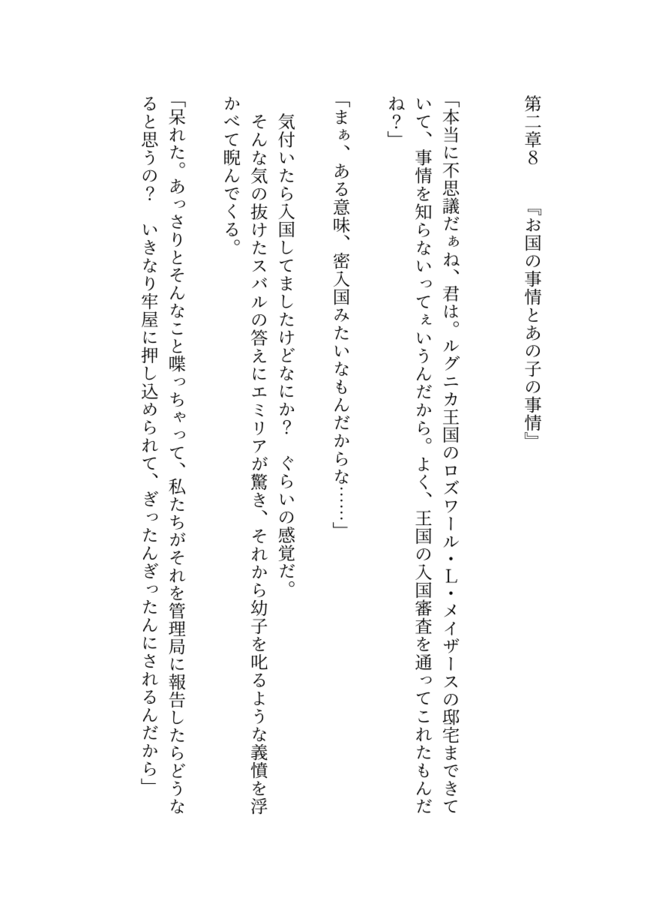 第二章８　　『お国の事情とあの子の事情』
「本当に不思議だぁね、君は。ルグニカ王国のロズワール・Ｌ・メイザースの邸宅まできて
いて、事情を知らないってぇいうんだから。よく、王国の入国審査を通ってこれたもんだ
ね？」
「まぁ、ある意味、密入国みたいなもんだからな……」
　気付いたら入国してましたけどなにか？　ぐらいの感覚だ。
　そんな気の抜けたスバルの答えにエミリアが驚き、それから幼子を叱るような義憤を浮
かべて睨んでくる。
「呆れた。あっさりとそんなこと喋っちゃって、私たちがそれを管理局に報告したらどうな
ると思うの？　いきなり牢屋に押し込められて、ぎったんぎったんにされるんだから」